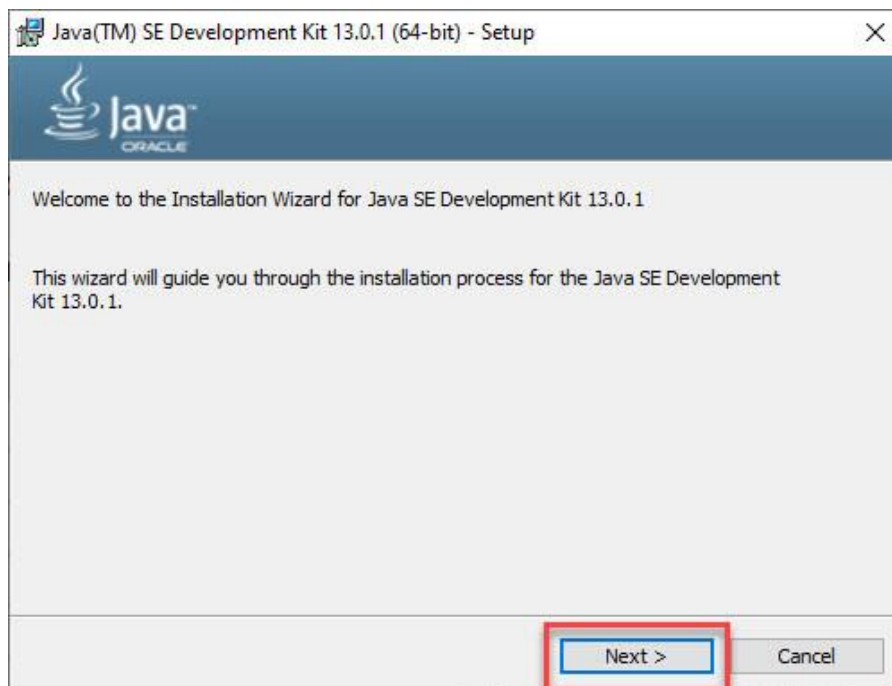 Java(TM) SE Development Kit 13.0.1 (64-bit) - Setup
Java™
ORACLE
Welcome to the Installation Wizard for Java SE Development Kit 13.0.1
This wizard will guide you through the installation process for the Java SE Development
Kit 13.0.1.
Next >
Cancel